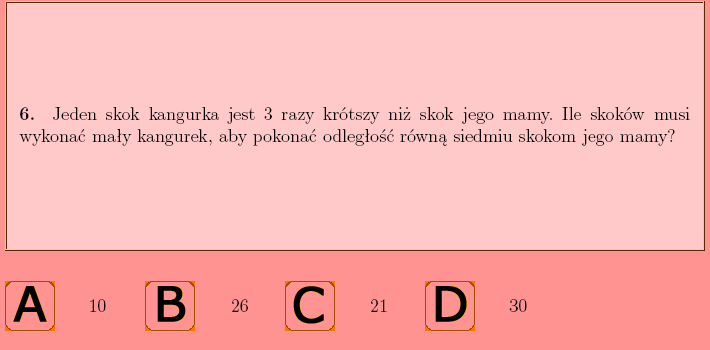 6. Jeden skok kangurka jest 3 razy krótszy niż skok jego mamy. Ile skoków musi
wykonać mały kangurek, aby pokonać odległość równą siedmiu skokom jego mamy?
A 10 B 26 C 21 D 30